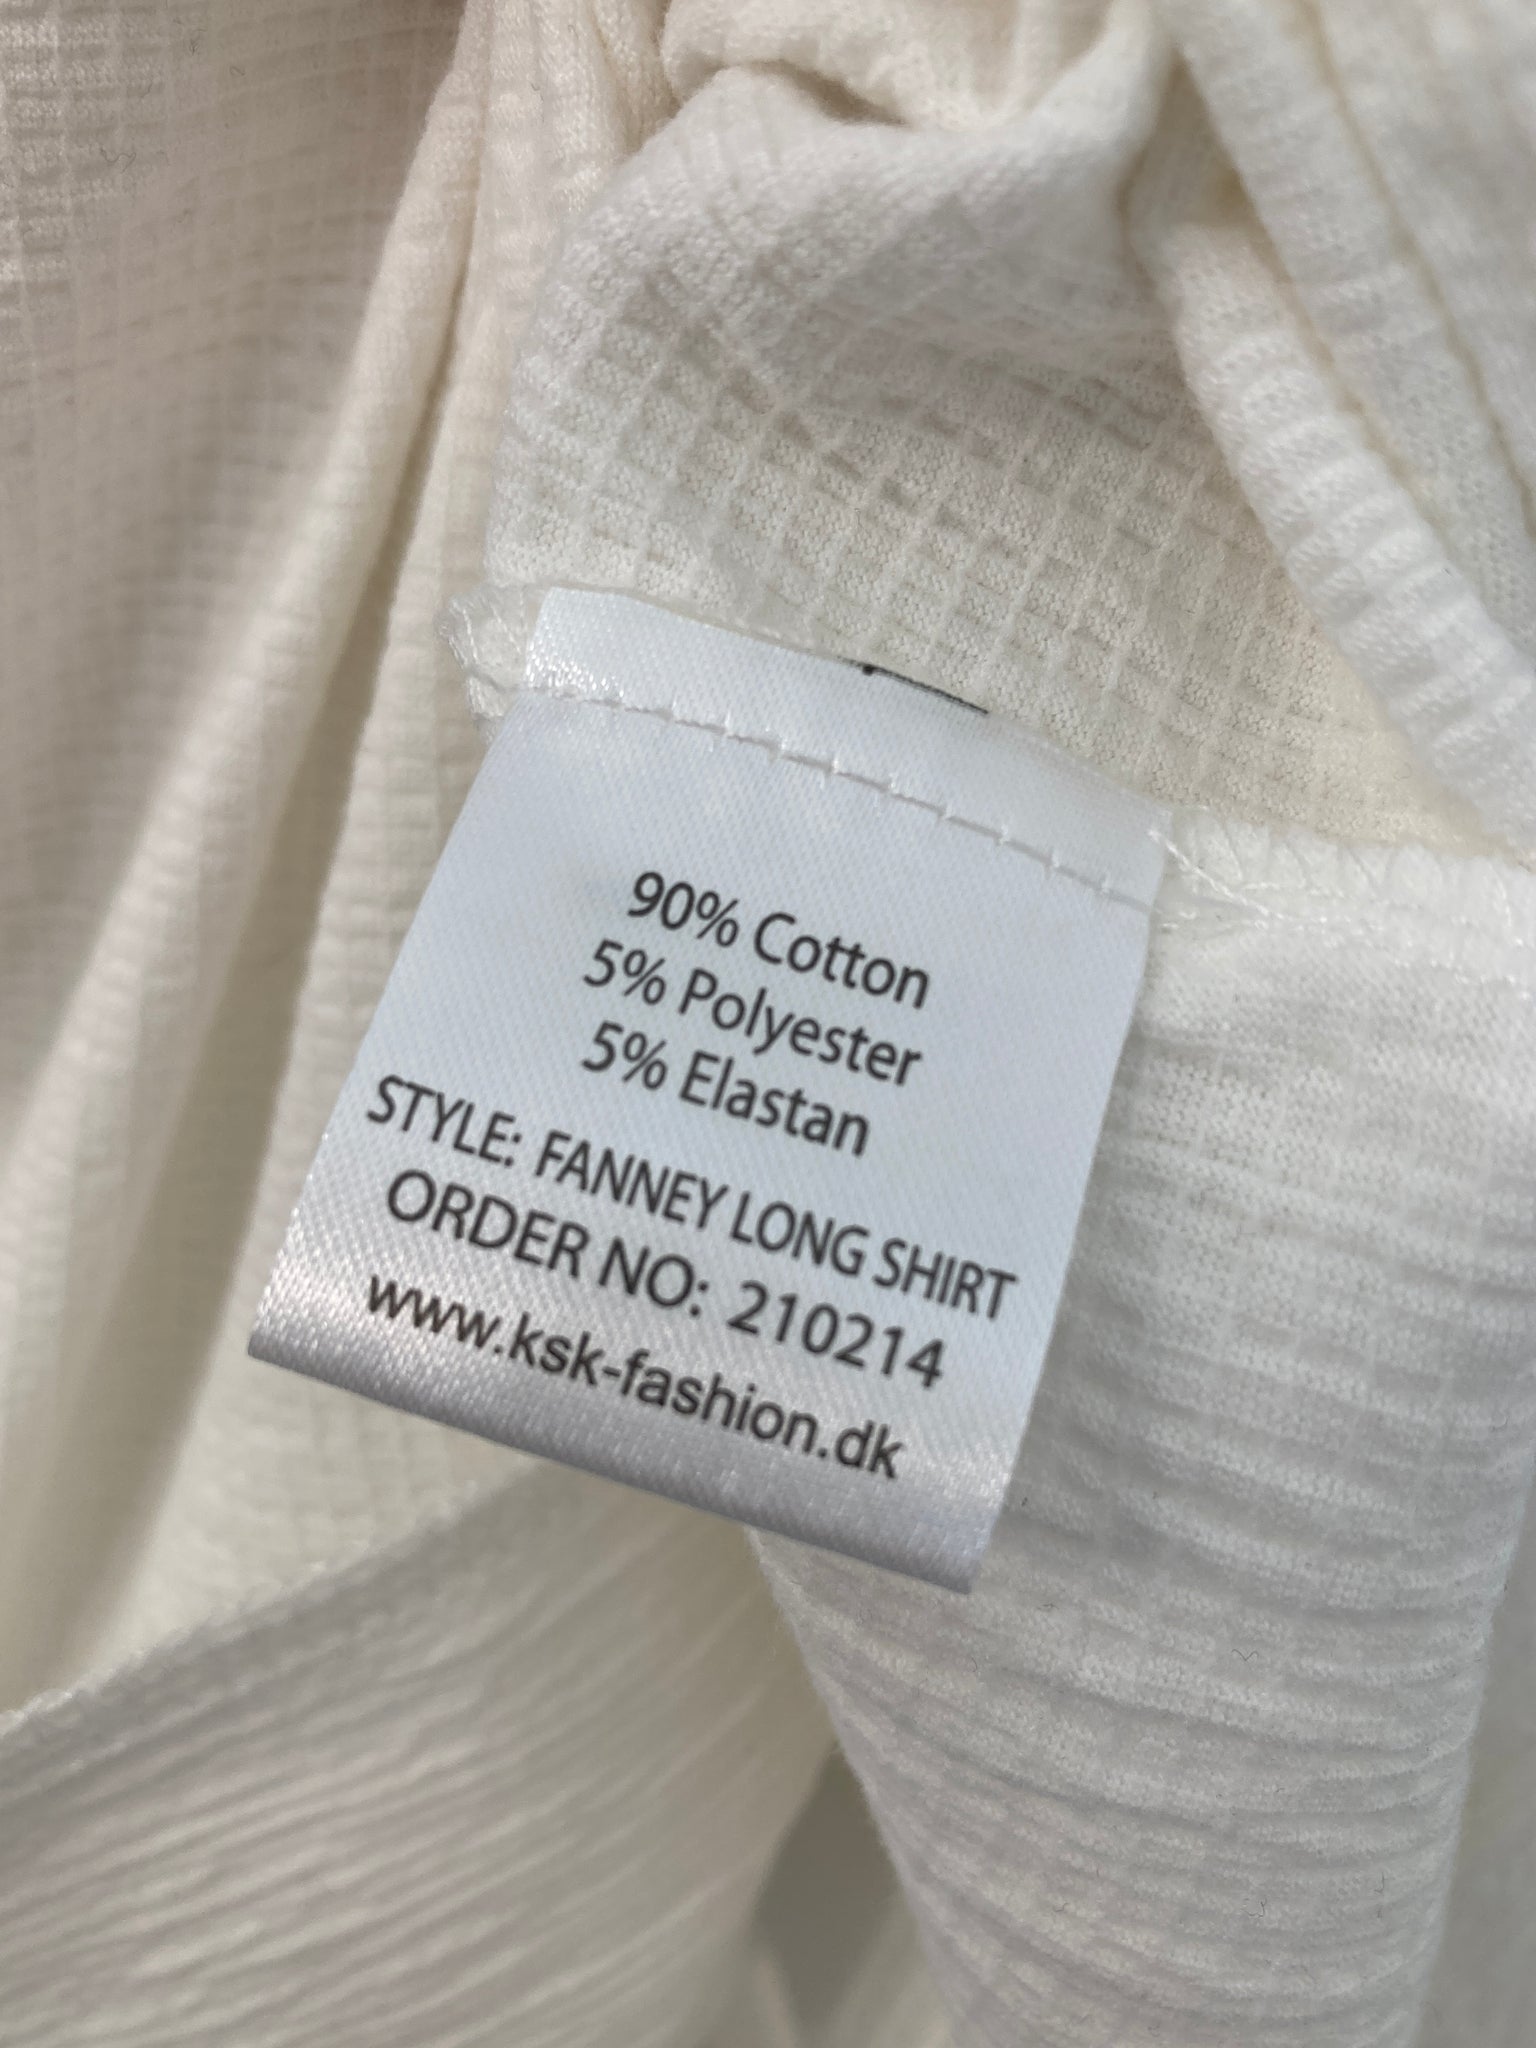 90% Cotton
5% Polyester
5% Elastan
STYLE: FANNEY LONG SHIRT
ORDER NO: 210214
www.ksk-fashion.dk